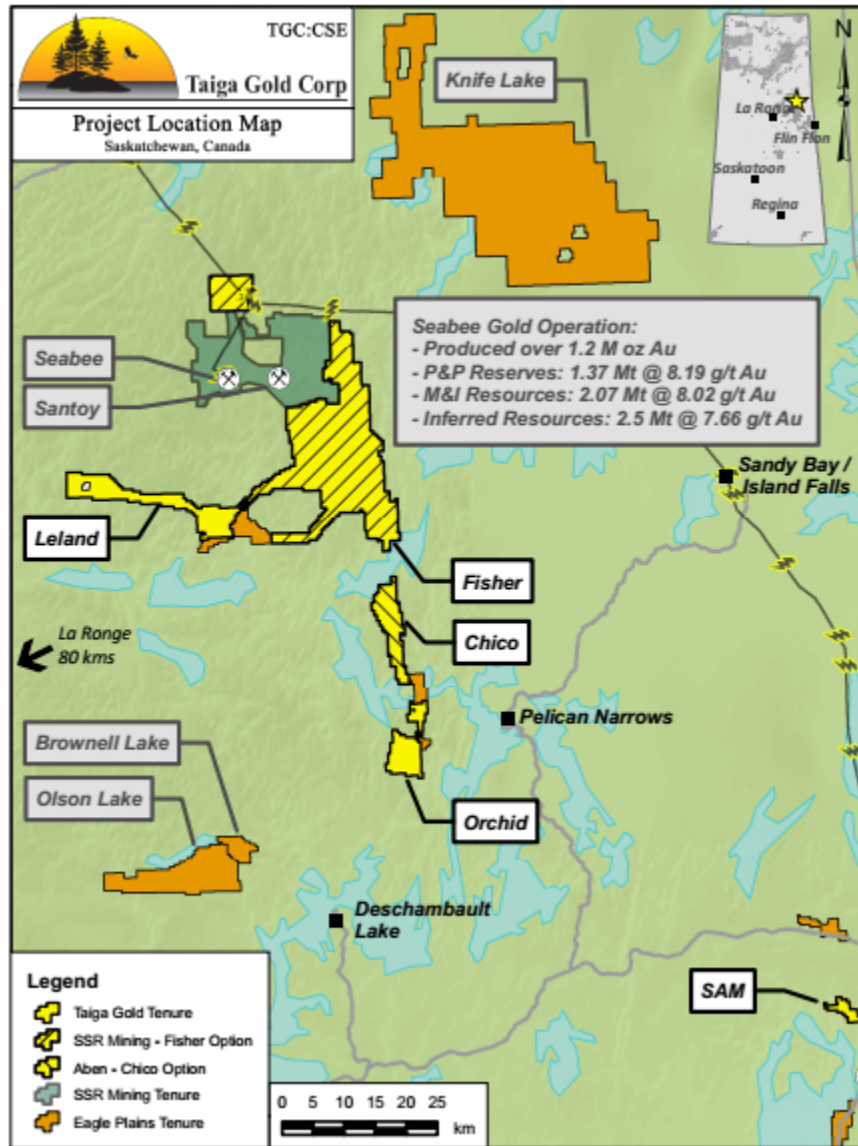 TGC:CSE
Taiga Gold Corp
Project Location Map
Saskatchewan, Canada
Knife Lake
N
La Ronge
Flin Flon
Saskatoon
Regina
Seabee Gold Operation:
- Produced over 1.2 M oz Au
- P&P Reserves: 1.37 Mt @ 8.19 g/t Au
- M&I Resources: 2.07 Mt @ 8.02 g/t Au
- Inferred Resources: 2.5 Mt @ 7.66 g/t Au
Seabee
Santoy
Sandy Bay /
Island Falls
Leland
Fisher
Chico
La Ronge
80 kms
Pelican Narrows
Brownell Lake
Olson Lake
Orchid
Deschambault
Lake
SAM
Legend
Taiga Gold Tenure
SSR Mining - Fisher Option
Aben - Chico Option
SSR Mining Tenure
Eagle Plains Tenure
0 5 10 15 20 25
km